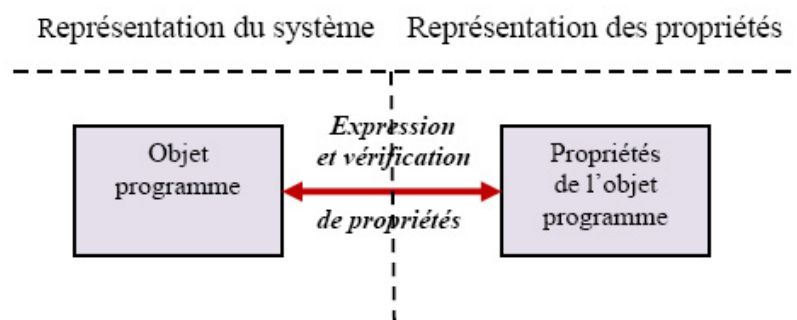 Représentation du système
Représentation des propriétés
Expression
et vérification
de propriétés
Objet
programme
Propriétés
de l’objet
programme